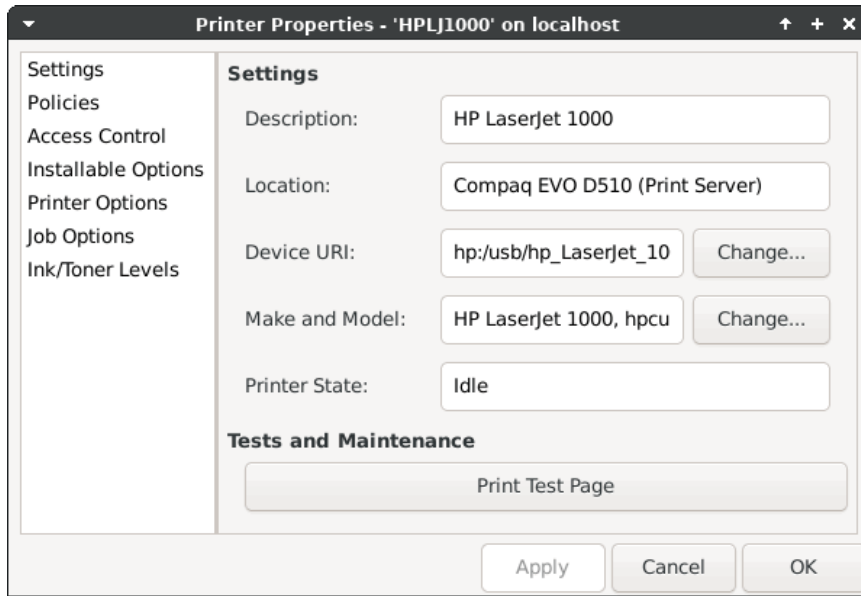 Printer Properties - 'HPLJ1000' on localhost
Settings
Policies
Access Control
Installable Options
Printer Options
Job Options
Ink/Toner Levels
Settings
Description: HP LaserJet 1000
Location: Compaq EVO D510 (Print Server)
Device URI: hp:/usb/hp_LaserJet_10 Change...
Make and Model: HP LaserJet 1000, hpcu Change...
Printer State: Idle
Tests and Maintenance
Print Test Page
Apply Cancel OK